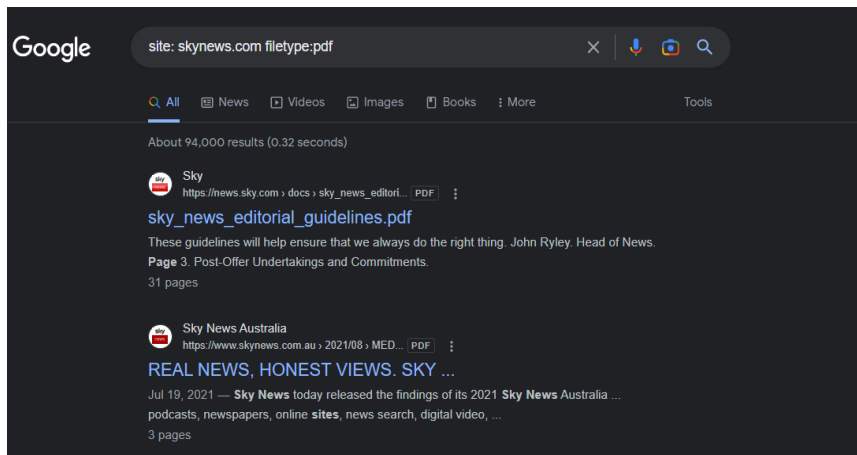 Google
site: skynews.com filetype:pdf
All News Videos Images Books More Tools
About 94,000 results (0.32 seconds)
sky news
Sky
https://news.sky.com › docs › sky_news_editori... PDF
sky_news_editorial_guidelines.pdf
These guidelines will help ensure that we always do the right thing. John Ryley. Head of News.
Page 3. Post-Offer Undertakings and Commitments.
31 pages
sky news
Sky News Australia
https://www.skynews.com.au › 2021/08 › MED... PDF
REAL NEWS, HONEST VIEWS. SKY ...
Jul 19, 2021 — Sky News today released the findings of its 2021 Sky News Australia ...
podcasts, newspapers, online sites, news search, digital video, ...
3 pages